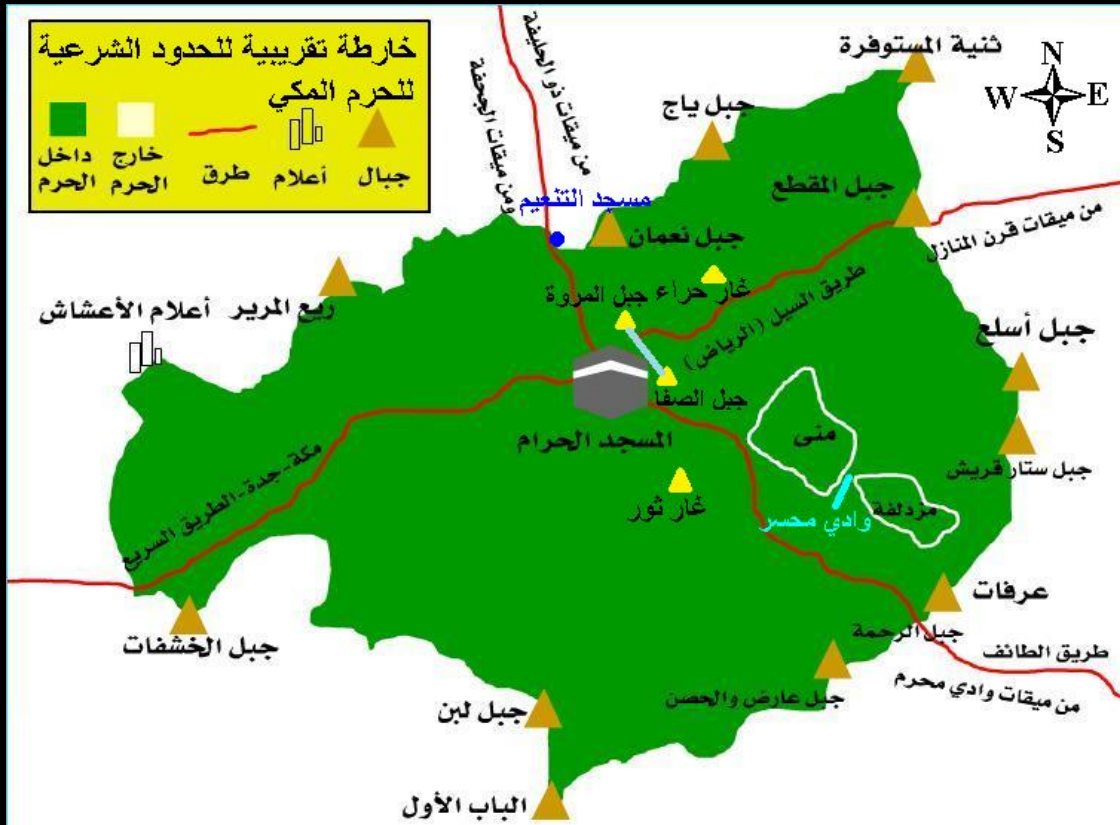 خارطة تقريبية للحدود الشرعية
للحرم المكي
جبال
أعلام
طرق
خارج
الحرم
داخل
الحرم
N
W
E
S
ثنية المستوفرة
من ميقات ذو الحليفة
ومن ميقات الجحفة
جبل ياج
جبل المقطع
من ميقات قرن المنازل
مسجد التنعيم
جبل نعمان
غار حراء
جبل المروة
طريق السيل (الرياض)
ريع المرير
أعلام الأعشاش
جبل أسلع
جبل الصفا
المسجد الحرام
منى
جبل ستار قريش
مزدلفة
وادي محسر
غار ثور
مكة-جدة-الطريق السريع
عرفات
جبل الرحمة
طريق الطائف
من ميقات وادي محرم
جبل عارض والحصن
جبل الخشفات
جبل لبن
الباب الأول